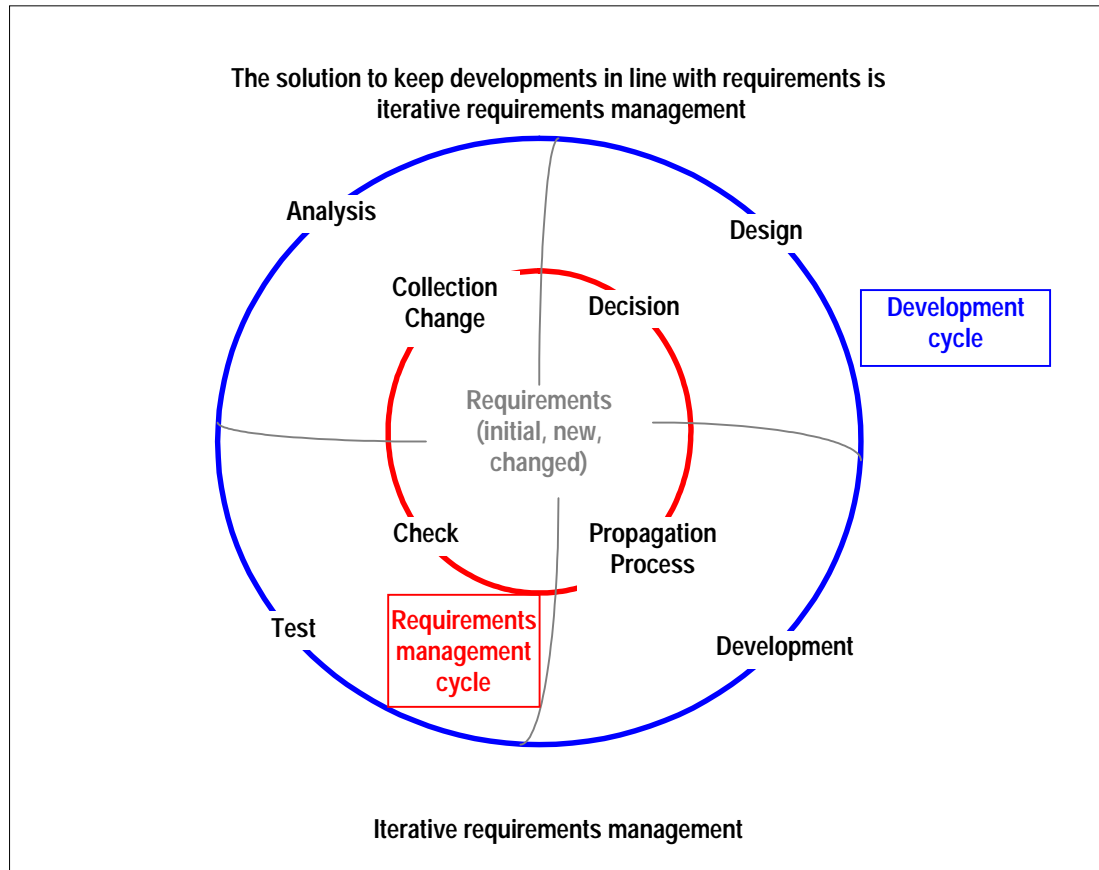 The solution to keep developments in line with requirements is
iterative requirements management
Analysis
Design
Collection
Change
Decision
Development
cycle
Requirements
(initial, new,
changed)
Check
Propagation
Process
Test
Requirements
management
cycle
Development
Iterative requirements management